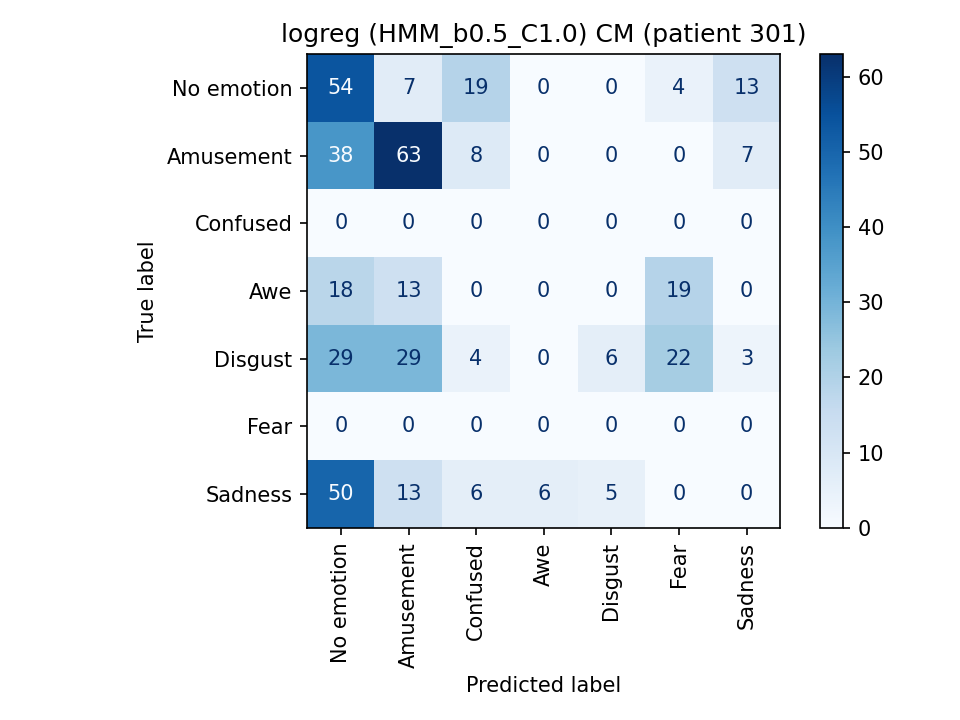 logreg (HMM_b0.5_C1.0) CM (patient 301)
No emotion 54 7 19 0 0 4 13
Amusement 38 63 8 0 0 0 7
Confused 0 0 0 0 0 0 0
Awe 18 13 0 0 0 19 0
Disgust 29 29 4 0 6 22 3
Fear 0 0 0 0 0 0 0
Sadness 50 13 6 6 5 0 0
True label
No emotion Amusement Confused Awe Disgust Fear Sadness
Predicted label
60
50
40
30
20
10
0